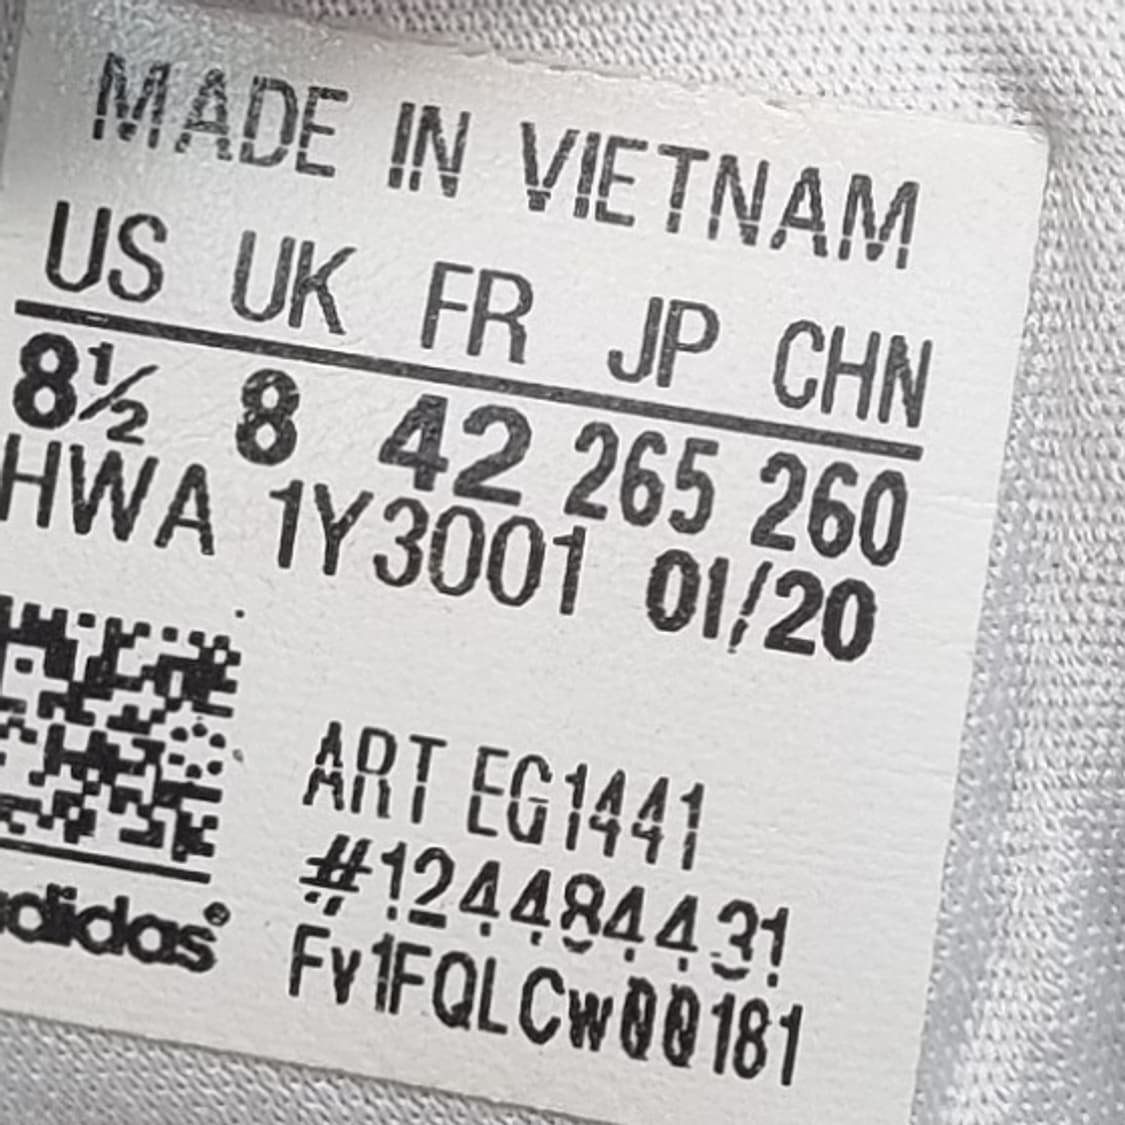 MADE IN VIETNAM
US UK FR JP CHN
8½ 8 42 265 260
HWA 1Y3001 01/20
ART EG1441
#124484431
adidas®
Fv1FQLCw00181